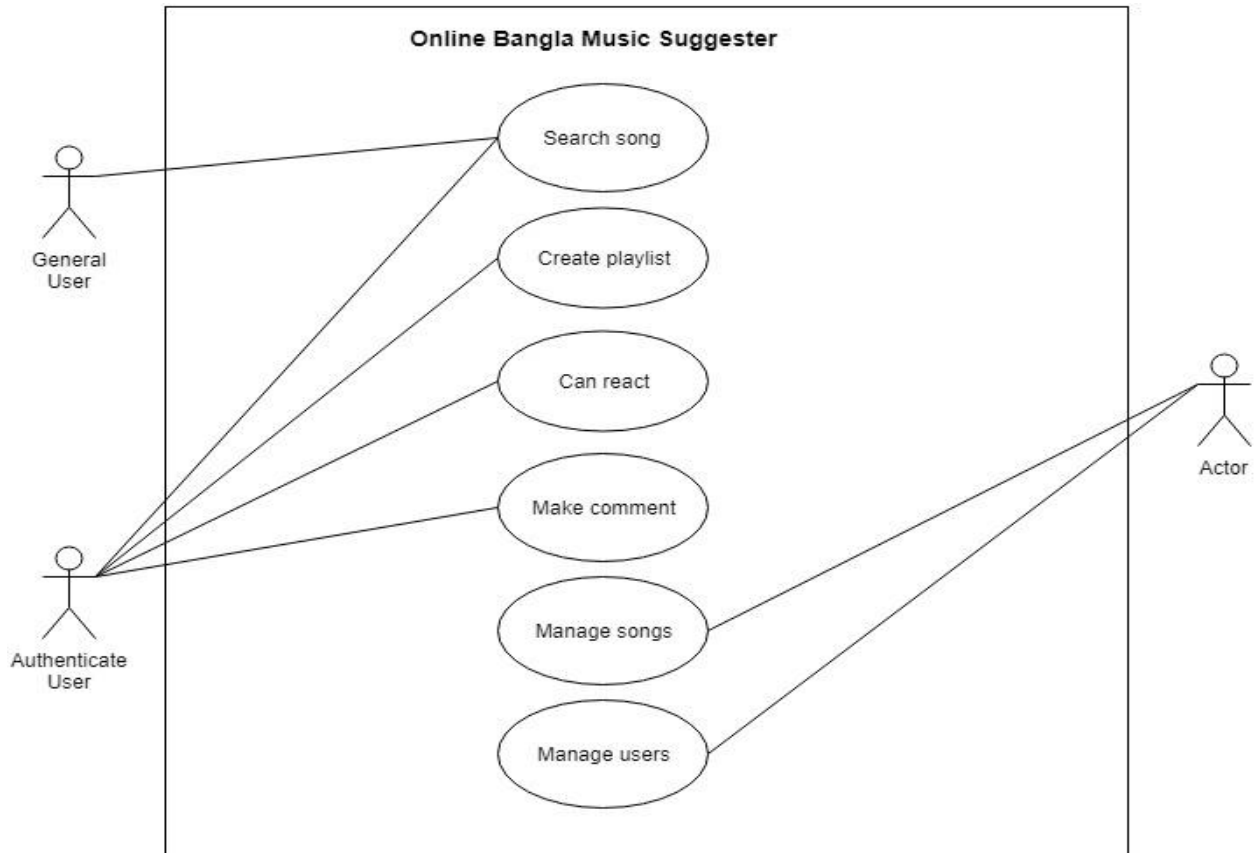 Online Bangla Music Suggester
Search song
General
User
Create playlist
Can react
Actor
Make comment
Authenticate
User
Manage songs
Manage users